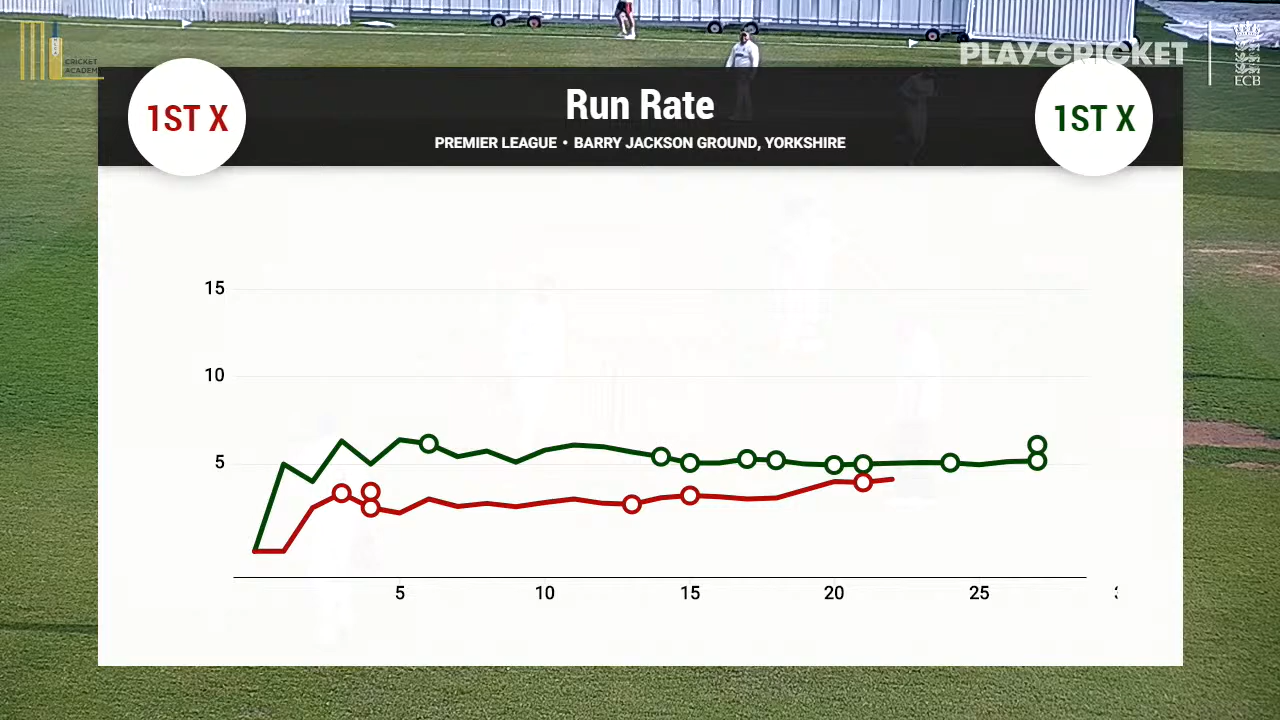 CRICKET
ACADEM
PLAY-CRICKET
ECB
1ST X
Run Rate
1ST X
PREMIER LEAGUE • BARRY JACKSON GROUND, YORKSHIRE
15
10
5
5
10
15
20
25